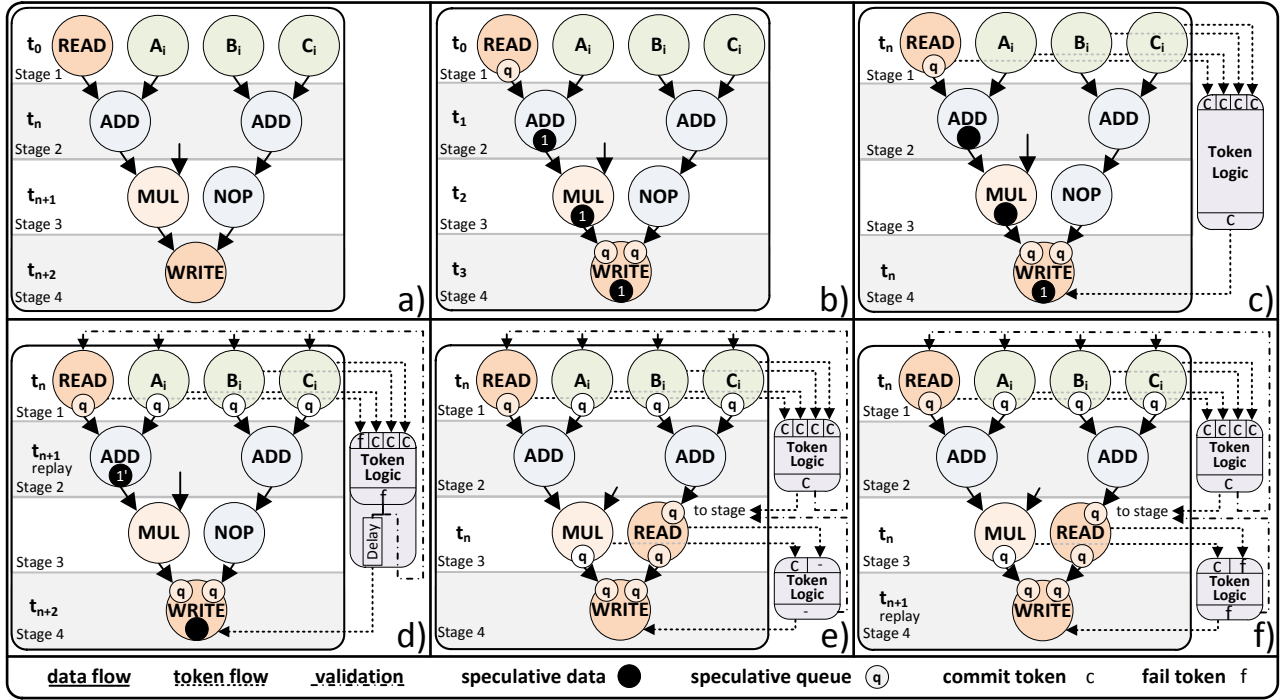 t0 READ Ai Bi Ci
Stage 1
tn ADD ADD
Stage 2
tn+1 MUL NOP
Stage 3
tn+2 WRITE
Stage 4 a)
t0 READ Ai Bi Ci
Stage 1 q
t1 ADD ADD
1
Stage 2
t2 MUL NOP
1
Stage 3
q q
t3 WRITE
1
Stage 4 b)
tn READ Ai Bi Ci
Stage 1 q
C C C C
ADD ADD
Stage 2
Token
Logic
MUL NOP
C
Stage 3
q q
tn WRITE
1
Stage 4 c)
tn READ Ai Bi Ci
Stage 1 q q q q
f C C C
tn+1 ADD ADD
replay 1'
Token
Logic
Stage 2
f
MUL NOP
Delay
Stage 3
q q
tn+2 WRITE
Stage 4 d)
tn READ Ai Bi Ci
Stage 1 q q q q
C C C C
ADD ADD
Token
Logic
Stage 2
C
q to stage
tn MUL READ
Stage 3 q q
C -
Token
Logic
-
q q
WRITE
Stage 4 e)
tn READ Ai Bi Ci
Stage 1 q q q q
C C C C
ADD ADD
Token
Logic
Stage 2
C
q to stage
tn MUL READ
Stage 3 q q
C f
Token
Logic
f
q q
tn+1 WRITE
replay
Stage 4 f)
data flow token flow validation speculative data speculative queue q commit token c fail token f